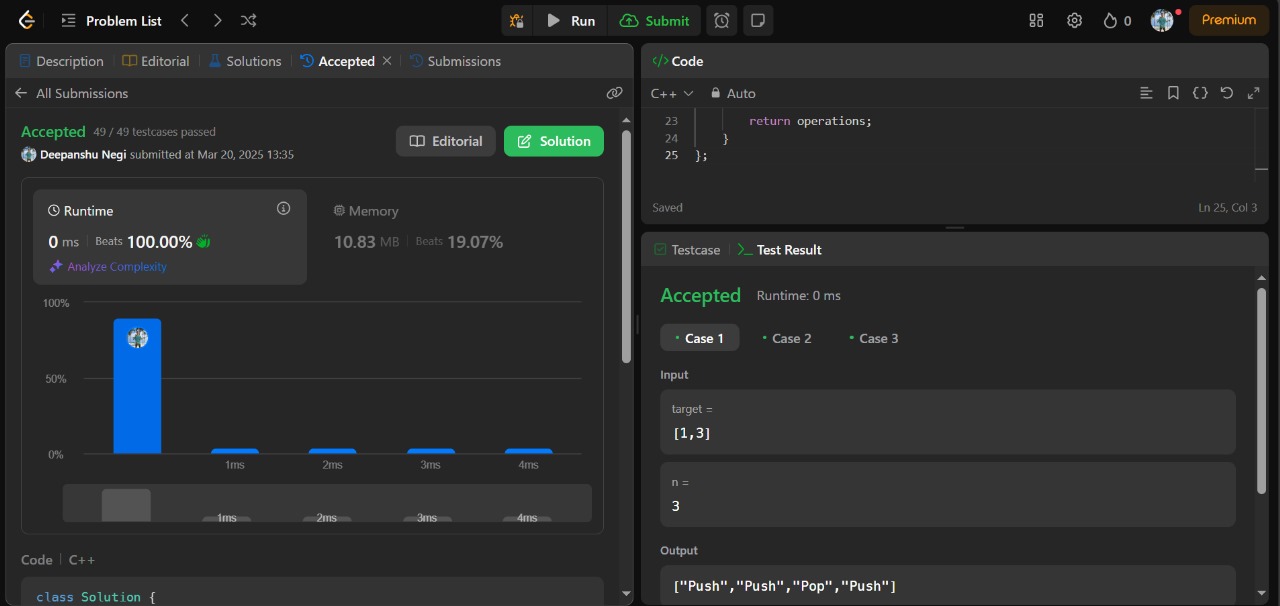 Problem List
Run
Submit
0
Premium
Description
Editorial
Solutions
Accepted
Submissions
All Submissions
Accepted 49 / 49 testcases passed
Deepanshu Negi submitted at Mar 20, 2025 13:35
Editorial
Solution
Runtime
0 ms Beats 100.00%
Analyze Complexity
Memory
10.83 MB Beats 19.07%
100%
50%
0%
1ms 2ms 3ms 4ms
1ms 2ms 3ms 4ms
Code C++
class Solution {
</> Code
C++ Auto
23 return operations;
24 }
25 };
Saved
Ln 25, Col 3
Testcase
Test Result
Accepted Runtime: 0 ms
Case 1 Case 2 Case 3
Input
target =
[1,3]
n =
3
Output
["Push","Push","Pop","Push"]